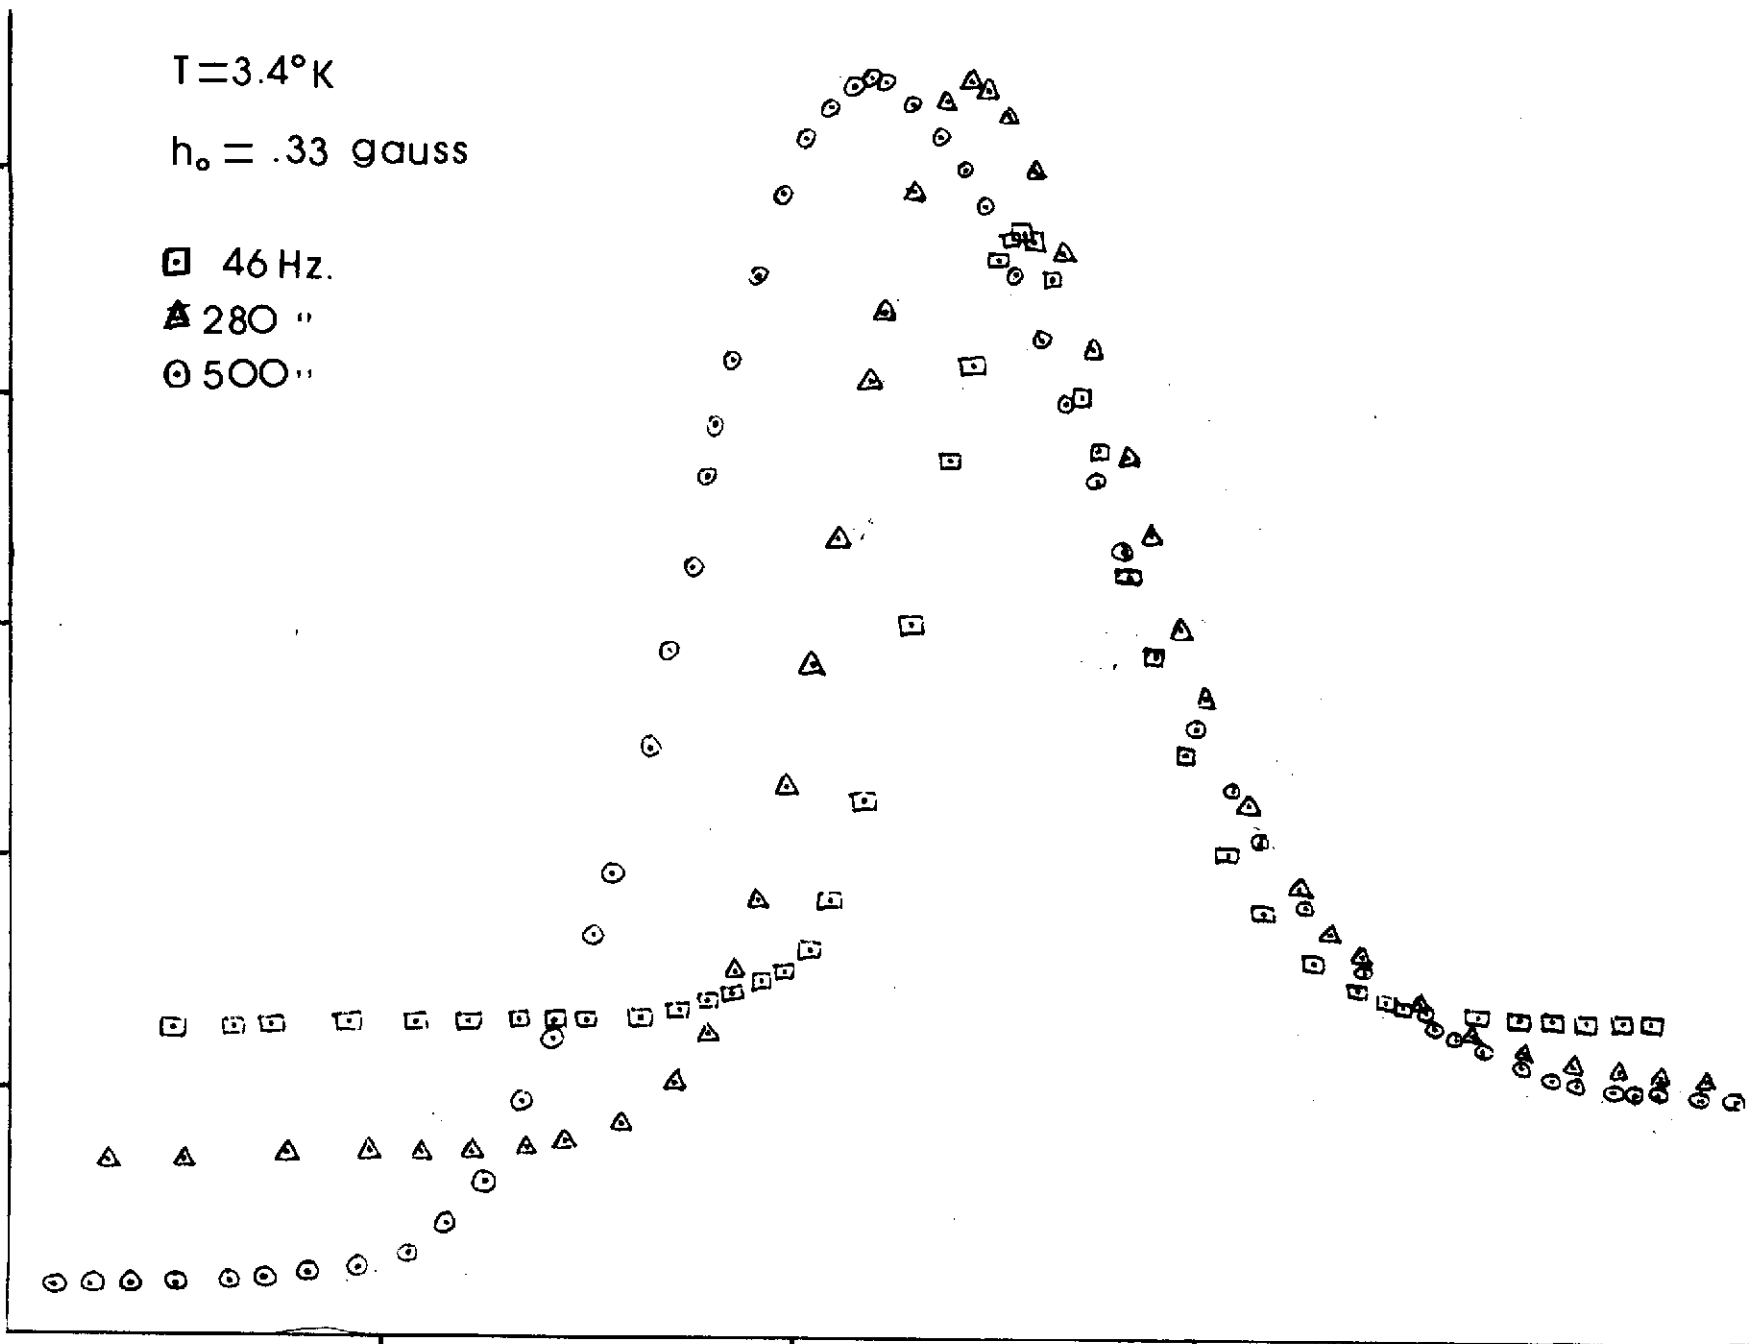 T=3.4°K
h₀ = .33 gauss
⊡ 46 Hz.
△ 280 "
⊙ 500 "